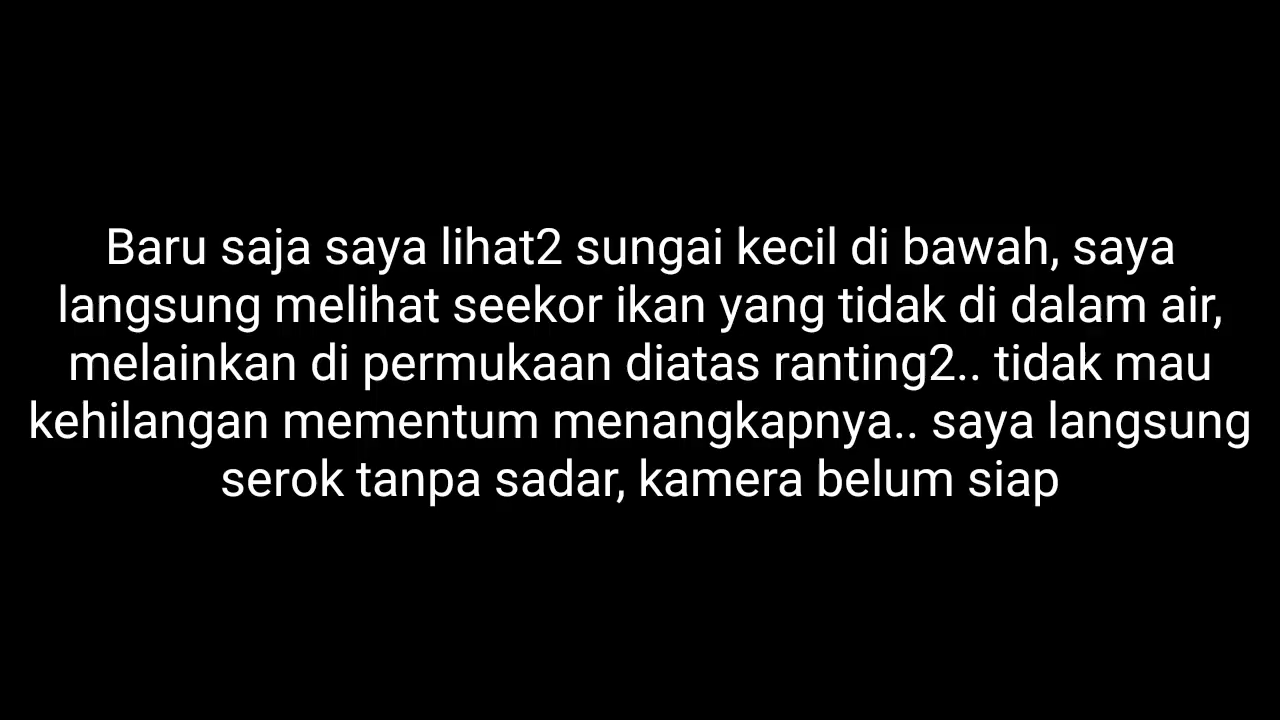 Baru saja saya lihat2 sungai kecil di bawah, saya
langsung melihat seekor ikan yang tidak di dalam air,
melainkan di permukaan diatas ranting2.. tidak mau
kehilangan mementum menangkapnya.. saya langsung
serok tanpa sadar, kamera belum siap